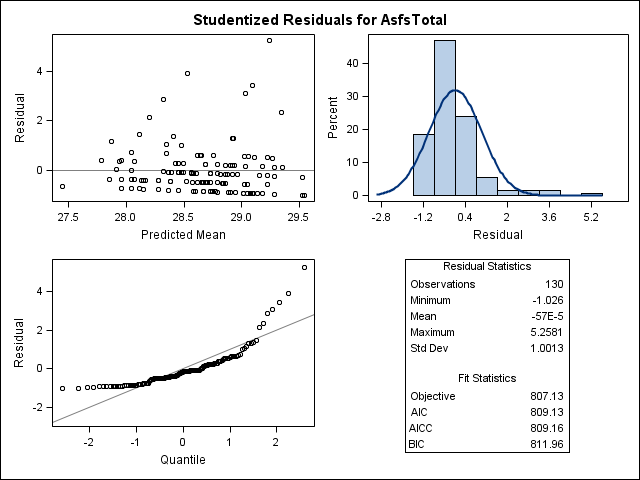 Studentized Residuals for AsfsTotal
Residual
4
2
0
27.5 28.0 28.5 29.0 29.5
Predicted Mean
Percent
40
30
20
10
0
-2.8 -1.2 0.4 2 3.6 5.2
Residual
Residual
4
2
0
-2
-2 -1 0 1 2
Quantile
Residual Statistics
Observations 130
Minimum -1.026
Mean -57E-5
Maximum 5.2581
Std Dev 1.0013
Fit Statistics
Objective 807.13
AIC 809.13
AICC 809.16
BIC 811.96